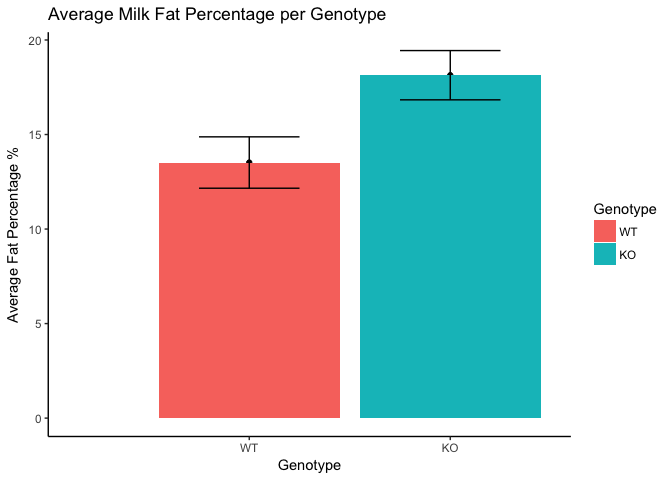 Average Milk Fat Percentage per Genotype
20
15
10
5
0
Average Fat Percentage %
WT
KO
Genotype
Genotype
WT
KO